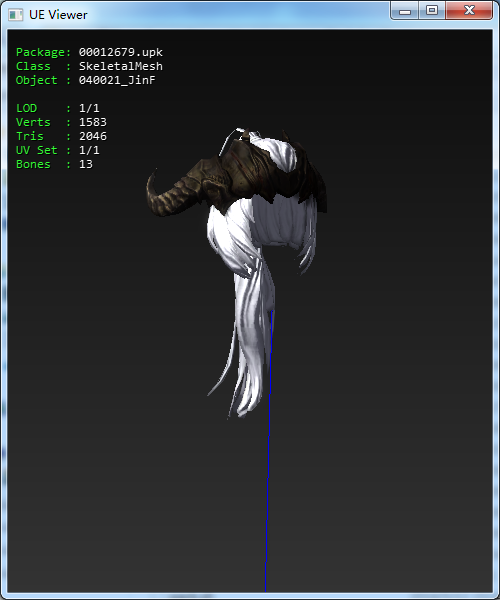 UE Viewer
Package: 00012679.upk
Class : SkeletalMesh
Object : 040021_JinF
LOD : 1/1
Verts : 1583
Tris : 2046
UV Set : 1/1
Bones : 13